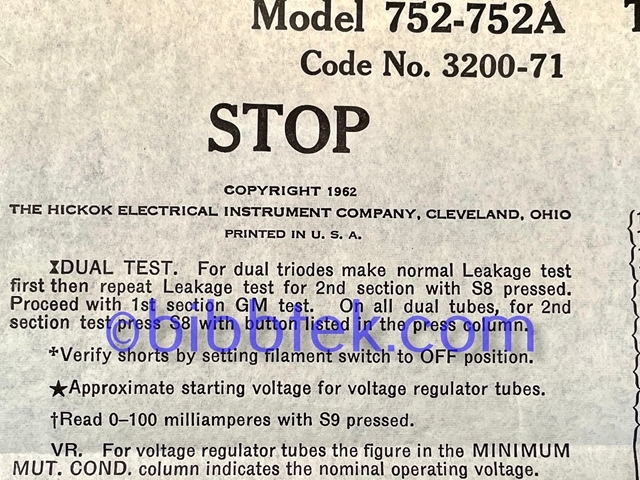 Model 752-752A
Code No. 3200-71
STOP
COPYRIGHT 1962
THE HICKOK ELECTRICAL INSTRUMENT COMPANY, CLEVELAND, OHIO
PRINTED IN U. S. A.
⧗DUAL TEST. For dual triodes make normal Leakage test
first then repeat Leakage test for 2nd section with S8 pressed.
Proceed with 1st section GM test. On all dual tubes, for 2nd
section test press S8 with button listed in the press column.
©bibbtek.com
*Verify shorts by setting filament switch to OFF position.
★Approximate starting voltage for voltage regulator tubes.
†Read 0–100 milliamperes with S9 pressed.
VR. For voltage regulator tubes the figure in the MINIMUM
MUT. COND. column indicates the nominal operating voltage.